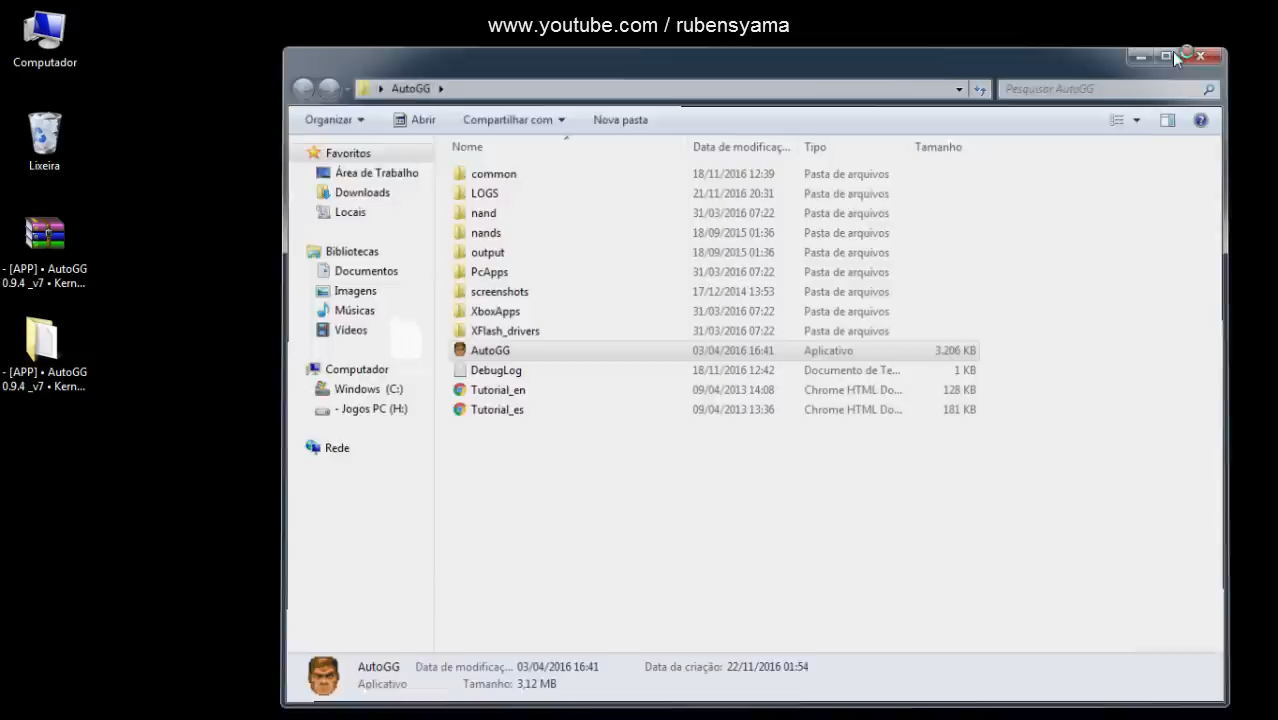 www.youtube.com / rubensyama
Computador
Lixeira
- [APP] • AutoGG
0.9.4 _v7 • Kern...
- [APP] • AutoGG
0.9.4 _v7 • Kern...
AutoGG
Pesquisar AutoGG
Organizar Abrir Compartilhar com Nova pasta
Nome Data de modificaç... Tipo Tamanho
Favoritos
Área de Trabalho
Downloads
Locais
Bibliotecas
Documentos
Imagens
Músicas
Vídeos
Computador
Windows (C:)
- Jogos PC (H:)
Rede
common 18/11/2016 12:39 Pasta de arquivos
LOGS 21/11/2016 20:31 Pasta de arquivos
nand 31/03/2016 07:22 Pasta de arquivos
nands 18/09/2015 01:36 Pasta de arquivos
output 18/09/2015 01:36 Pasta de arquivos
PcApps 31/03/2016 07:22 Pasta de arquivos
screenshots 17/12/2014 13:53 Pasta de arquivos
XboxApps 31/03/2016 07:22 Pasta de arquivos
XFlash_drivers 31/03/2016 07:22 Pasta de arquivos
AutoGG 03/04/2016 16:41 Aplicativo 3.206 KB
DebugLog 18/11/2016 12:42 Documento de Te... 1 KB
Tutorial_en 09/04/2013 14:08 Chrome HTML Do... 128 KB
Tutorial_es 09/04/2013 13:36 Chrome HTML Do... 181 KB
AutoGG Data de modificaç... 03/04/2016 16:41 Data da criação: 22/11/2016 01:54
Aplicativo Tamanho: 3,12 MB